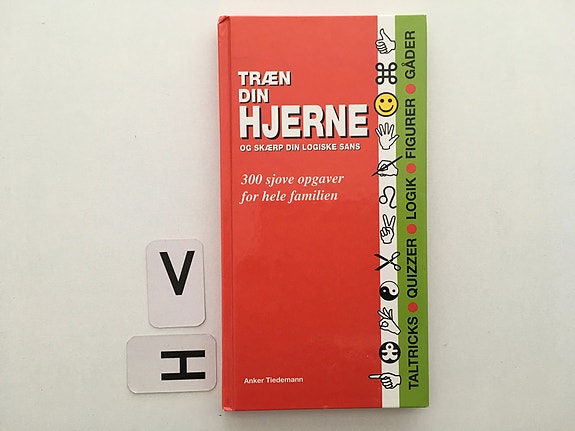 TRÆN
DIN
HJERNE
OG SKÆRP DIN LOGISKE SANS
300 sjove opgaver
for hele familien
Anker Tiedemann
TALTRICKS ● QUIZZER ● LOGIK ● FIGURER ● GÅDER
V
H